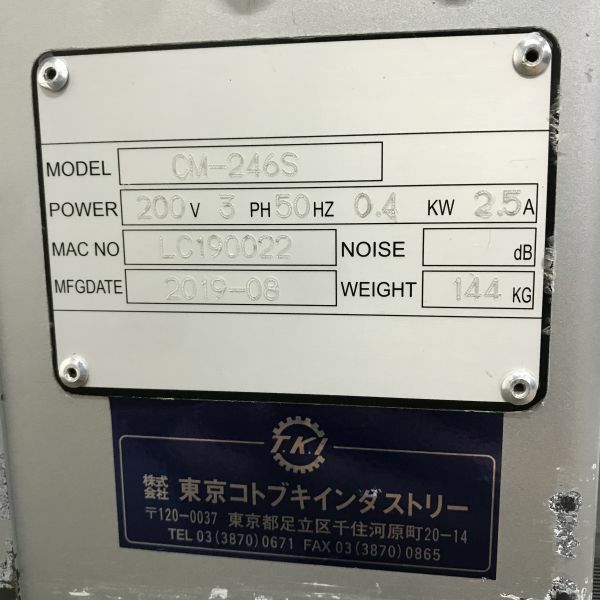 MODEL CM-246S
POWER 200 V 3 PH 50 HZ 0.4 KW 2.5 A
MAC NO LC190022 NOISE dB
MFGDATE 2019-08 WEIGHT 144 KG
T.K.I
株式会社 東京コトブキインダストリー
〒120-0037 東京都足立区千住河原町20-14
TEL 03(3870)0671 FAX 03(3870)0865